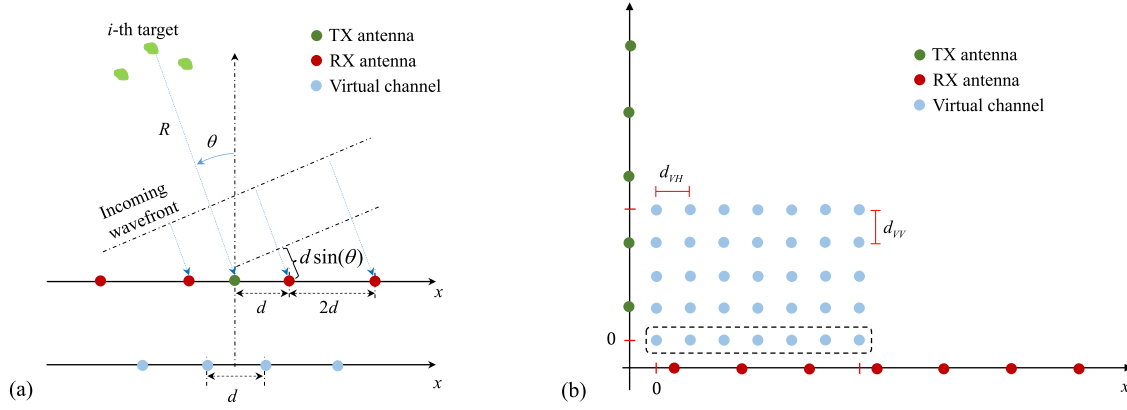 i-th target
TX antenna
RX antenna
Virtual channel
R
θ
Incoming
wavefront
d sin(θ)
x
d
2d
x
d
(a)
TX antenna
RX antenna
Virtual channel
d_VH
d_VV
0
0
x
(b)